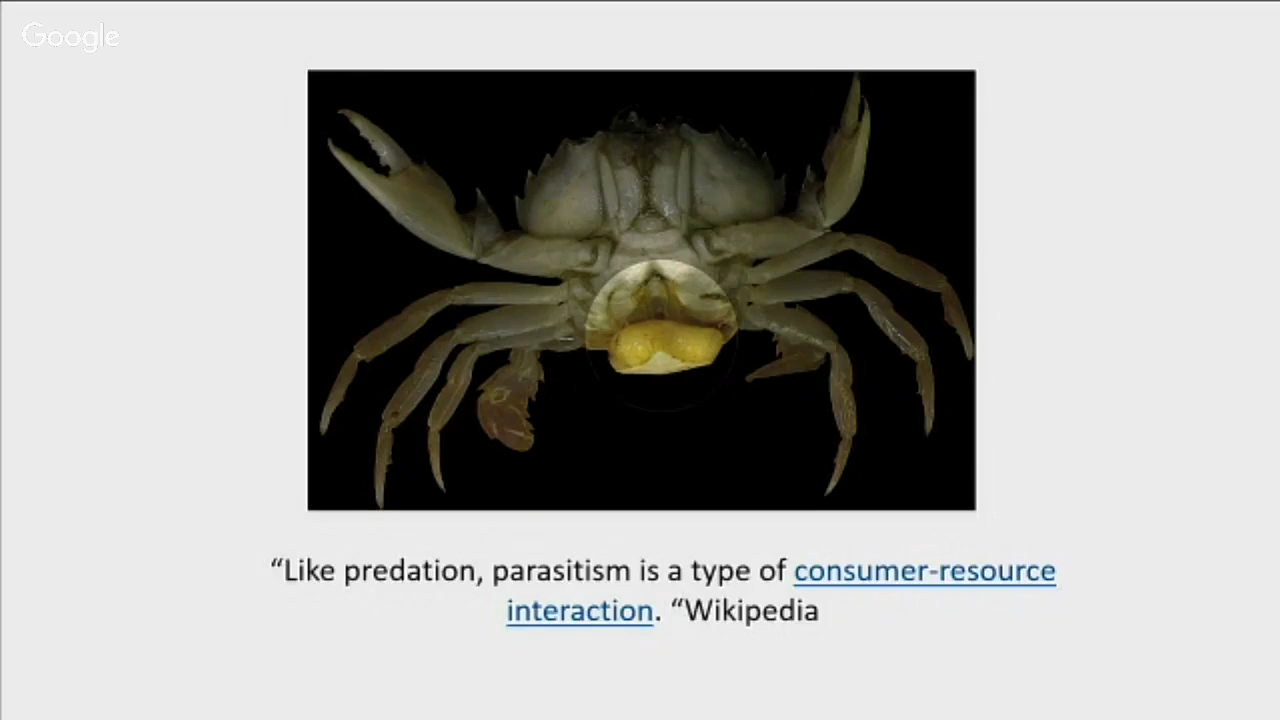 Google
“Like predation, parasitism is a type of consumer-resource
interaction. “Wikipedia